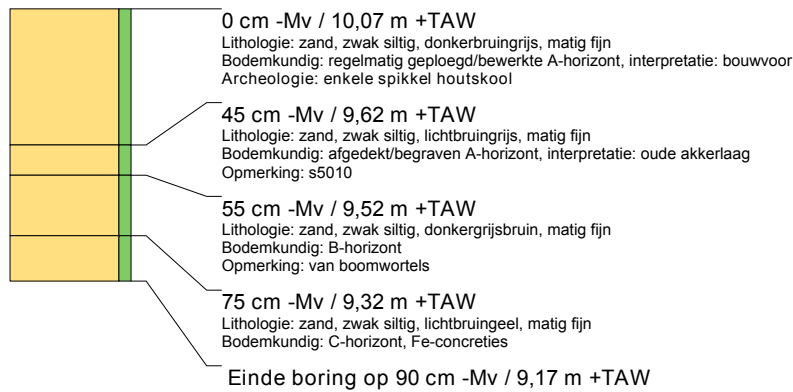 0 cm -Mv / 10,07 m +TAW
Lithologie: zand, zwak siltig, donkerbruingrijs, matig fijn
Bodemkundig: regelmatig geploegd/bewerkte A-horizont, interpretatie: bouwvoor
Archeologie: enkele spikkel houtskool
45 cm -Mv / 9,62 m +TAW
Lithologie: zand, zwak siltig, lichtbruingrijs, matig fijn
Bodemkundig: afgedekt/begraven A-horizont, interpretatie: oude akkerlaag
Opmerking: s5010
55 cm -Mv / 9,52 m +TAW
Lithologie: zand, zwak siltig, donkergrijsbruin, matig fijn
Bodemkundig: B-horizont
Opmerking: van boomwortels
75 cm -Mv / 9,32 m +TAW
Lithologie: zand, zwak siltig, lichtbruingeel, matig fijn
Bodemkundig: C-horizont, Fe-concreties
Einde boring op 90 cm -Mv / 9,17 m +TAW